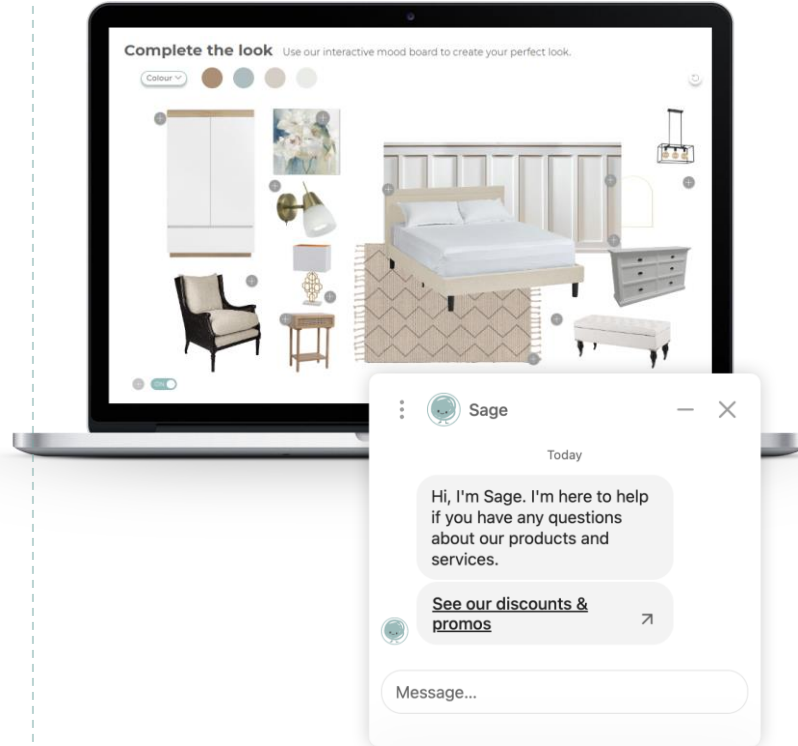 Complete the look Use our interactive mood board to create your perfect look.
Colour
ON
Sage
Today
Hi, I'm Sage. I'm here to help
if you have any questions
about our products and
services.
See our discounts &
promos
Message...